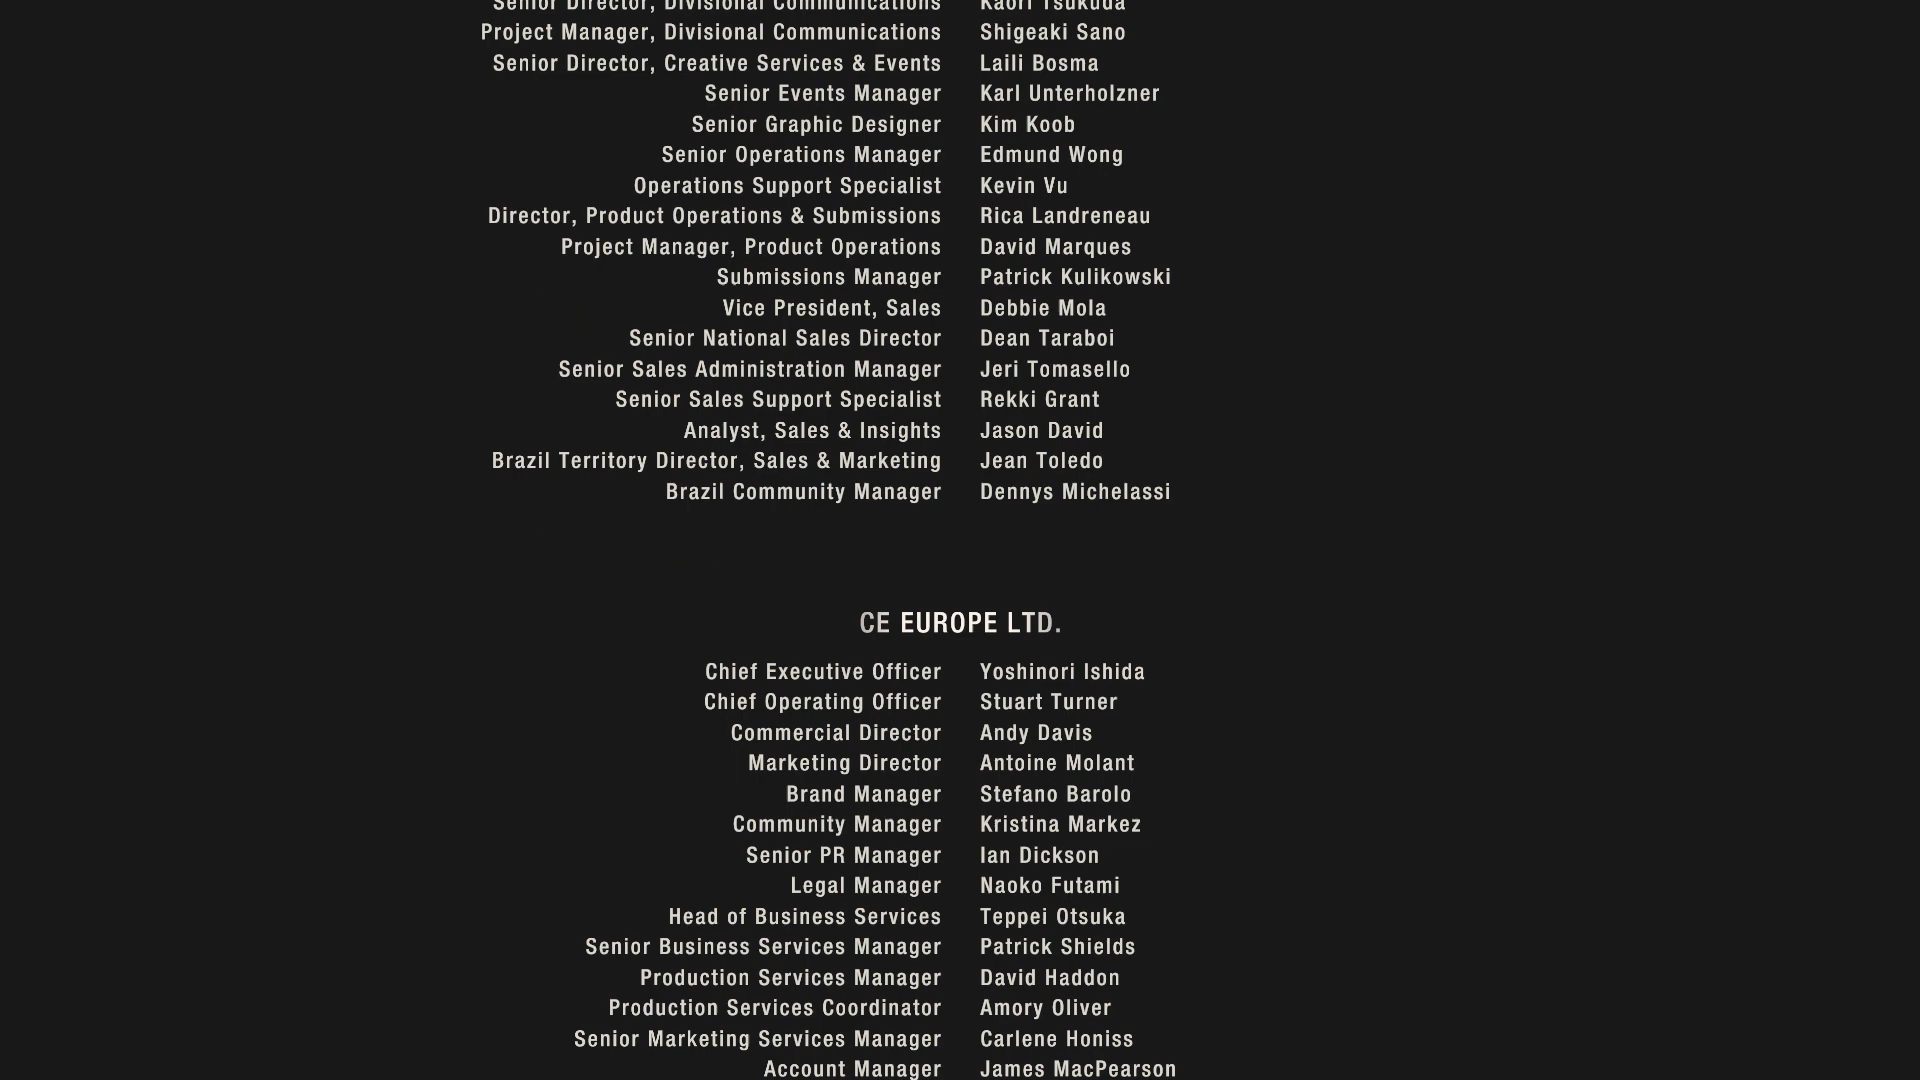 Senior Director, Divisional Communications Kaori Tsukuda
Project Manager, Divisional Communications Shigeaki Sano
Senior Director, Creative Services & Events Laili Bosma
Senior Events Manager Karl Unterholzner
Senior Graphic Designer Kim Koob
Senior Operations Manager Edmund Wong
Operations Support Specialist Kevin Vu
Director, Product Operations & Submissions Rica Landreneau
Project Manager, Product Operations David Marques
Submissions Manager Patrick Kulikowski
Vice President, Sales Debbie Mola
Senior National Sales Director Dean Taraboi
Senior Sales Administration Manager Jeri Tomasello
Senior Sales Support Specialist Rekki Grant
Analyst, Sales & Insights Jason David
Brazil Territory Director, Sales & Marketing Jean Toledo
Brazil Community Manager Dennys Michelassi
CE EUROPE LTD.
Chief Executive Officer Yoshinori Ishida
Chief Operating Officer Stuart Turner
Commercial Director Andy Davis
Marketing Director Antoine Molant
Brand Manager Stefano Barolo
Community Manager Kristina Markez
Senior PR Manager Ian Dickson
Legal Manager Naoko Futami
Head of Business Services Teppei Otsuka
Senior Business Services Manager Patrick Shields
Production Services Manager David Haddon
Production Services Coordinator Amory Oliver
Senior Marketing Services Manager Carlene Honiss
Account Manager James MacPearson